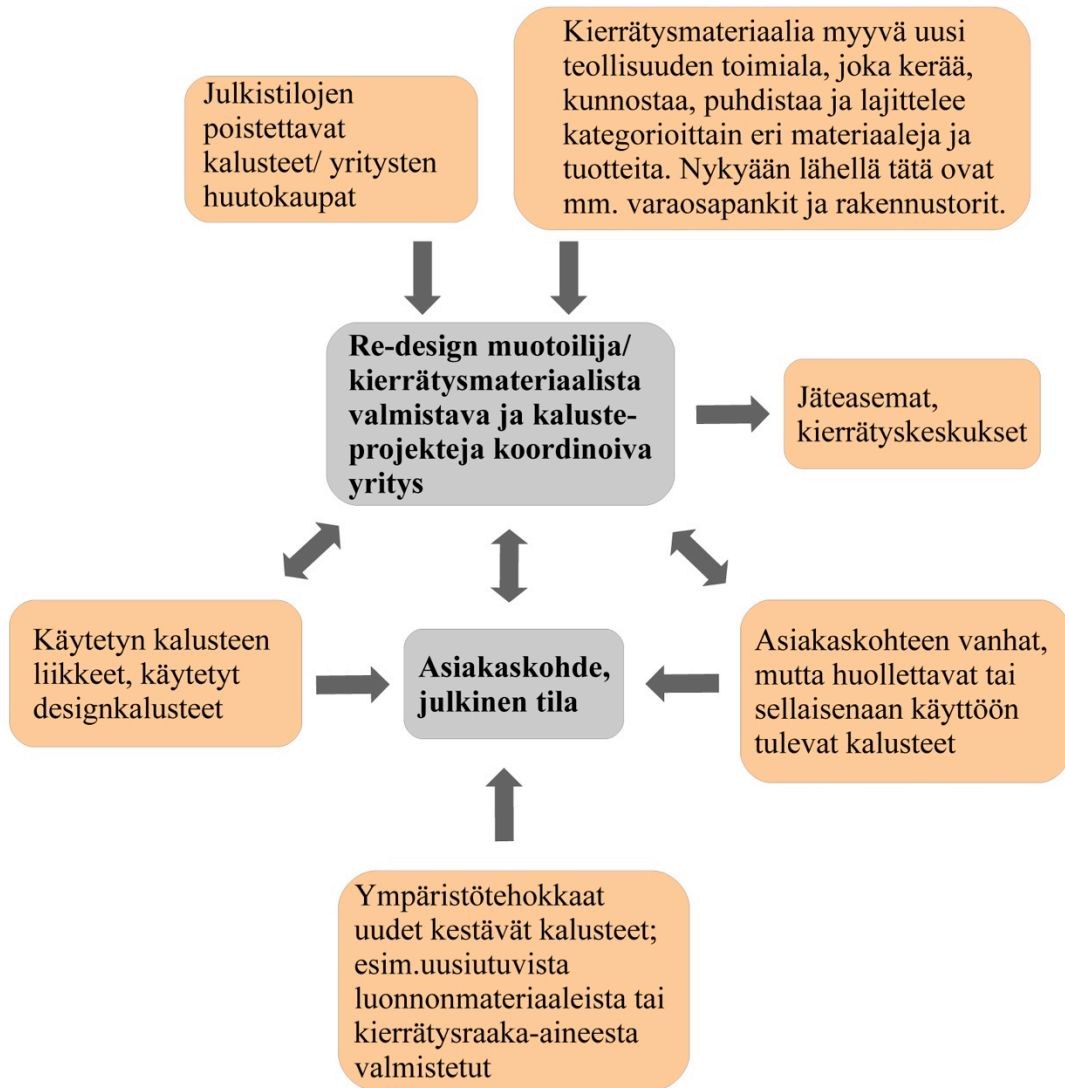 Julkistilojen
poistettavat
kalusteet/ yritysten
huutokaupat
Kierrätysmateriaalia myyvä uusi
teollisuuden toimiala, joka kerää,
kunnostaa, puhdistaa ja lajittelee
kategorioittain eri materiaaleja ja
tuotteita. Nykyään lähellä tätä ovat
mm. varaosapankit ja rakennustorit.
Re-design muotoilija/
kierrätysmateriaalista
valmistava ja kaluste-
projekteja koordinoiva
yritys
Jäteasemat,
kierrätyskeskukset
Käytetyn kalusteen
liikkeet, käytetyt
designkalusteet
Asiakaskohde,
julkinen tila
Asiakaskohteen vanhat,
mutta huollettavat tai
sellaisenaan käyttöön
tulevat kalusteet
Ympäristötehokkaat
uudet kestävät kalusteet;
esim.uusiutuvista
luonnonmateriaaleista tai
kierrätysraaka-aineesta
valmistetut